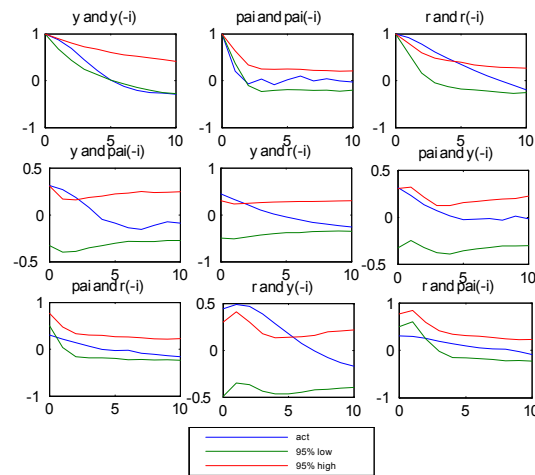 y and y(-i) pai and pai(-i) r and r(-i)
1 1 1
0 0 0
-1 -1 -1
0 5 10 0 5 10 0 5 10
y and pai(-i) y and r(-i) pai and y(-i)
0.5 1 0.5
0 0 0
-0.5 -1 -0.5
0 5 10 0 5 10 0 5 10
pai and r(-i) r and y(-i) r and pai(-i)
1 0.5 1
0 0 0
-1 -0.5 -1
0 5 10 0 5 10 0 5 10
act
95% low
95% high